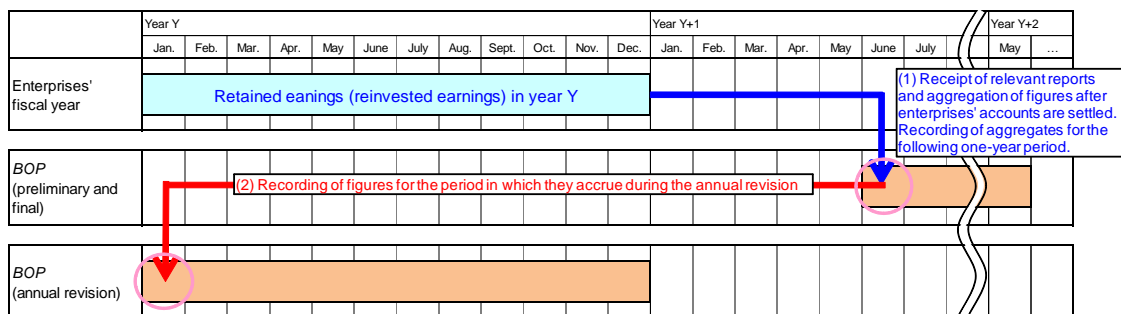 Year Y
Year Y+1
Year Y+2
Jan. Feb. Mar. Apr. May June July Aug. Sept. Oct. Nov. Dec. Jan. Feb. Mar. Apr. May June July May ...
Enterprises'
fiscal year
Retained eanings (reinvested earnings) in year Y
(1) Receipt of relevant reports
and aggregation of figures after
enterprises' accounts are settled.
Recording of aggregates for the
following one-year period.
BOP
(preliminary and
final)
(2) Recording of figures for the period in which they accrue during the annual revision
BOP
(annual revision)